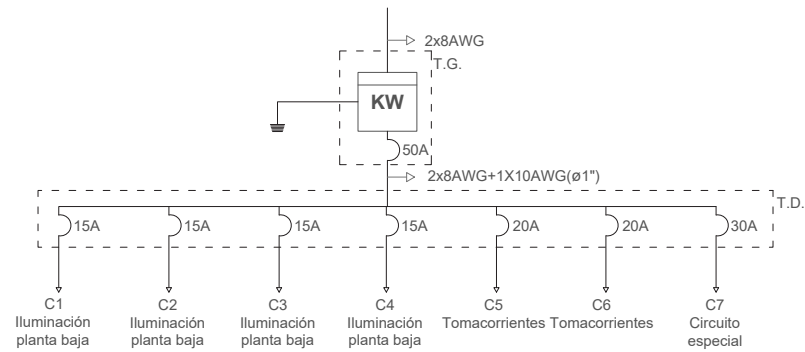 2x8AWG
T.G.
KW
50A
2x8AWG+1X10AWG(ø1")
T.D.
15A
15A
15A
15A
20A
20A
30A
C1
Iluminación
planta baja
C2
Iluminación
planta baja
C3
Iluminación
planta baja
C4
Iluminación
planta baja
C5
Tomacorrientes
C6
Tomacorrientes
C7
Circuito
especial